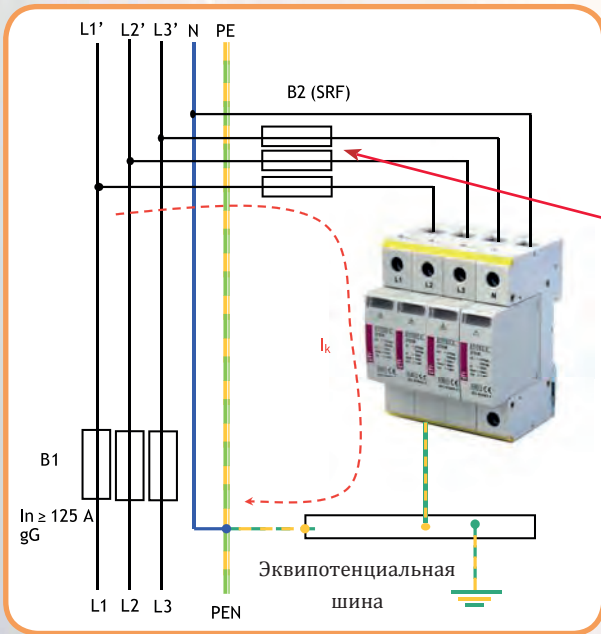 L1’ L2’ L3’ N PE
B2 (SRF)
L1 L2 L3 N
ETI
Iₖ
B1
In ≥ 125 A
gG
Эквипотенциальная
шина
L1 L2 L3
PEN